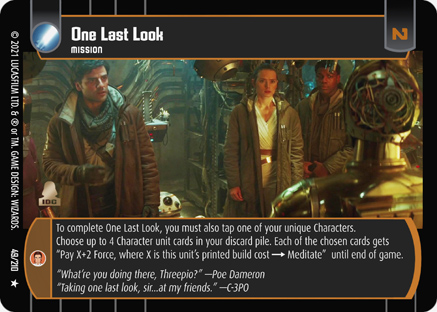 One Last Look
MISSION
N
© 2021 LUCASFILM LTD. & ® or TM. GAME DESIGN: WIZARDS.
49/210
IDC
To complete One Last Look, you must also tap one of your unique Characters.
Choose up to 4 Character unit cards in your discard pile. Each of the chosen cards gets
“Pay X+2 Force, where X is this unit's printed build cost → Meditate” until end of game.
“What's you doing there, Threepio?” —Poe Dameron
“Taking one last look, sir...at my friends.” —C-3PO